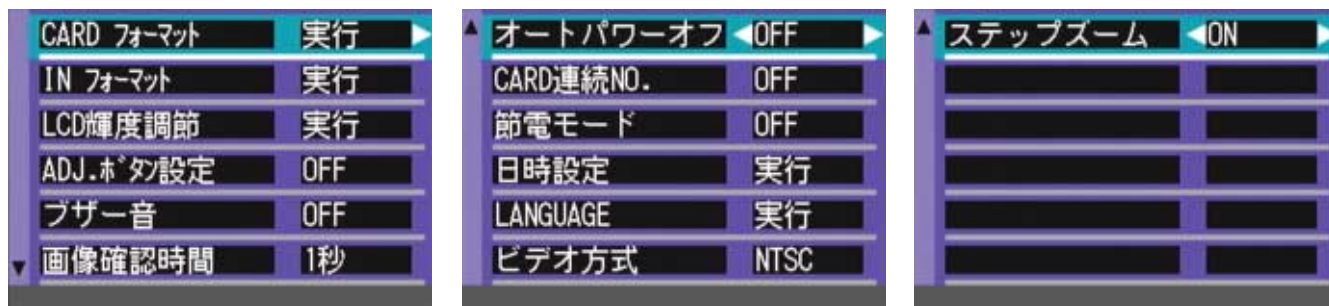 CARD フォーマット 実行
IN フォーマット 実行
LCD輝度調節 実行
ADJ.ボタン設定 OFF
ブザー音 OFF
画像確認時間 1秒
オートパワーオフ OFF
CARD連続NO. OFF
節電モード OFF
日時設定 実行
LANGUAGE 実行
ビデオ方式 NTSC
ステップズーム ON